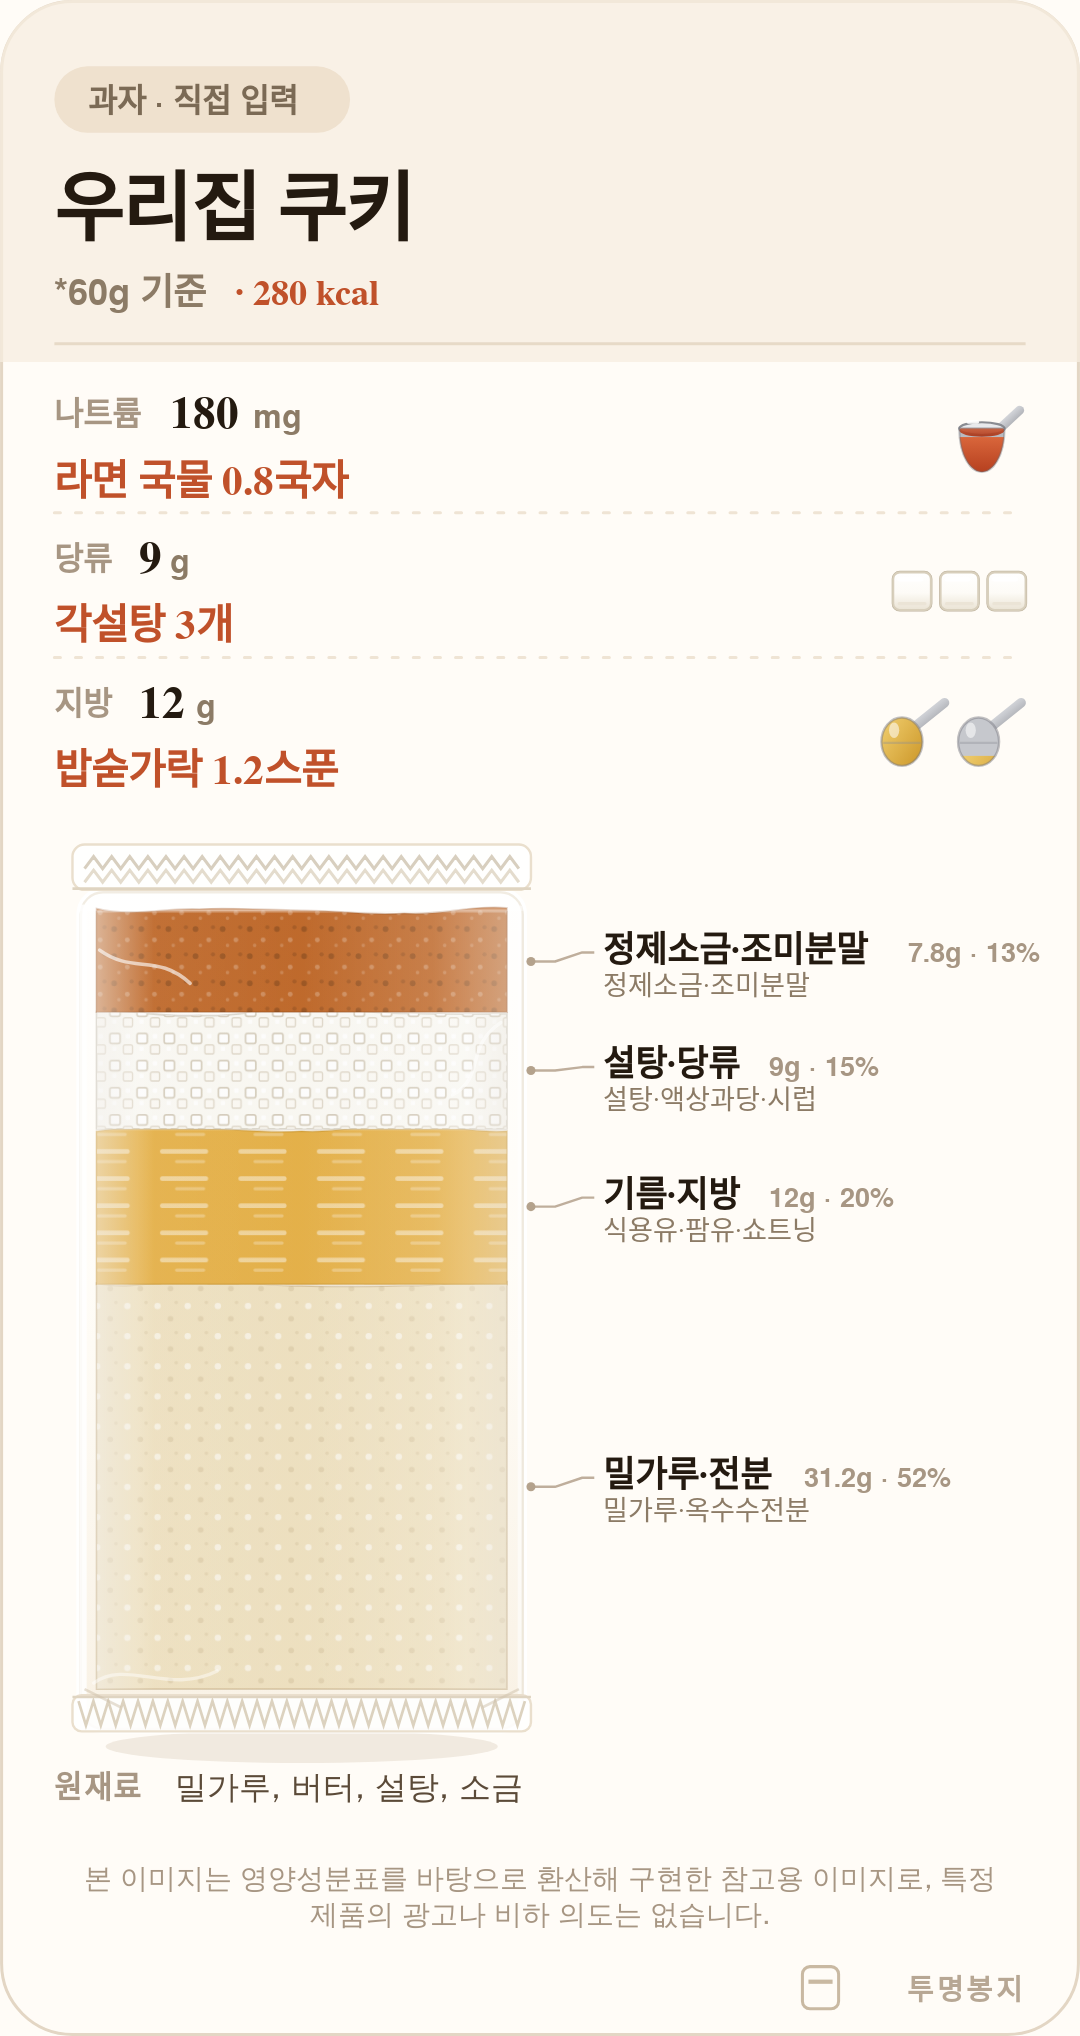 과자 · 직접 입력
우리집 쿠키
*60g 기준 · 280 kcal
나트륨 180 mg
라면 국물 0.8국자
당류 9 g
각설탕 3개
지방 12 g
밥숟가락 1.2스푼
정제소금·조미분말 7.8g · 13%
정제소금·조미분말
설탕·당류 9g · 15%
설탕·액상과당·시럽
기름·지방 12g · 20%
식용유·팜유·쇼트닝
밀가루·전분 31.2g · 52%
밀가루·옥수수전분
원재료 밀가루, 버터, 설탕, 소금
본 이미지는 영양성분표를 바탕으로 환산해 구현한 참고용 이미지로, 특정
제품의 광고나 비하 의도는 없습니다.
투명봉지